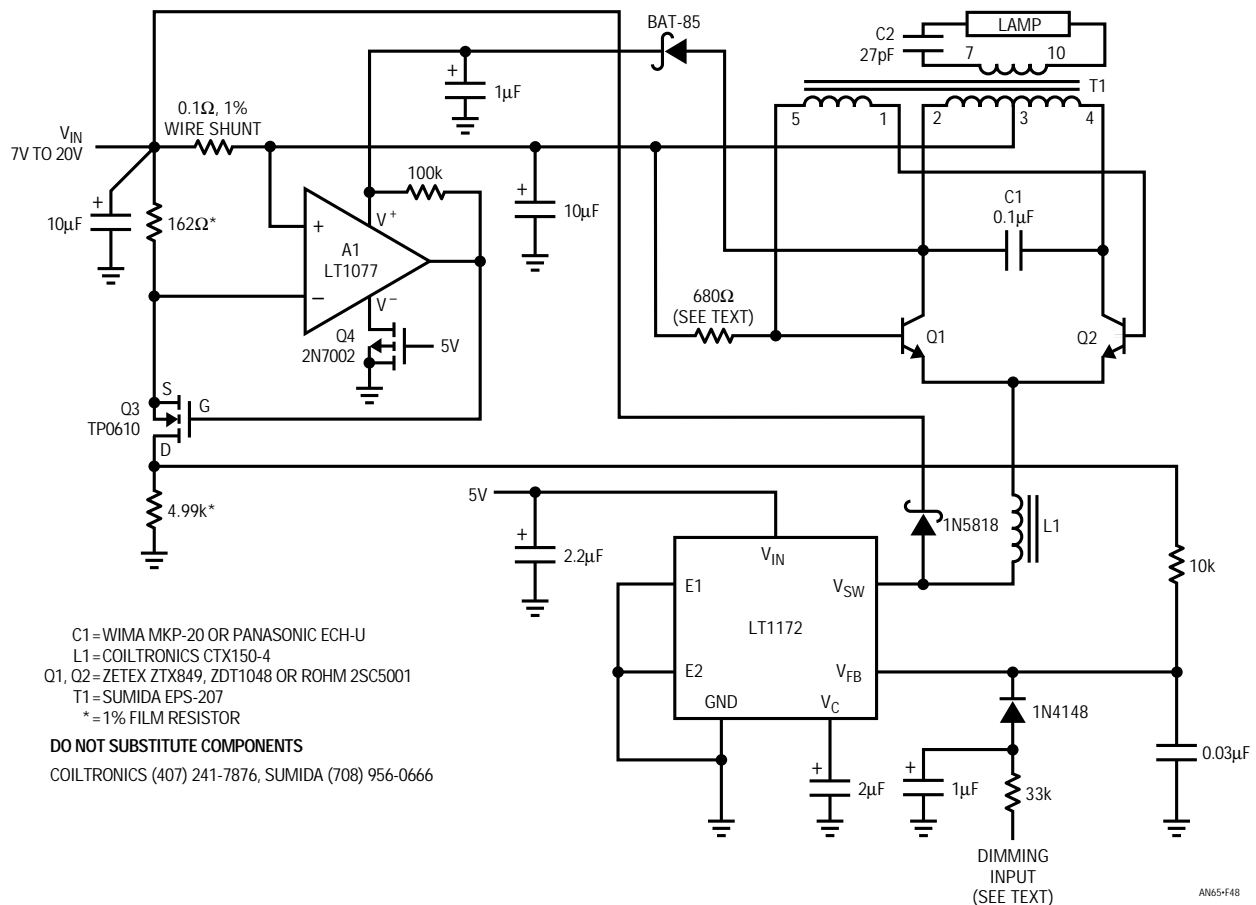 BAT-85
C2
27pF
LAMP
7
10
T1
1µF
+
0.1Ω, 1%
WIRE SHUNT
5
1
2
3
4
VIN
7V TO 20V
100k
+
10µF
162Ω*
+
V+
A1
LT1077
−
V−
+
10µF
C1
0.1µF
680Ω
(SEE TEXT)
Q1
Q2
Q4
2N7002
5V
S
G
D
Q3
TP0610
4.99k*
5V
+
2.2µF
1N5818
L1
10k
VIN
E1
VSW
LT1172
E2
VFB
GND
VC
1N4148
+
2µF
+
1µF
33k
0.03µF
DIMMING
INPUT
(SEE TEXT)
C1 = WIMA MKP-20 OR PANASONIC ECH-U
L1 = COILTRONICS CTX150-4
Q1, Q2 = ZETEX ZTX849, ZDT1048 OR ROHM 2SC5001
T1 = SUMIDA EPS-207
* = 1% FILM RESISTOR
DO NOT SUBSTITUTE COMPONENTS
COILTRONICS (407) 241-7876, SUMIDA (708) 956-0666
AN65•F48